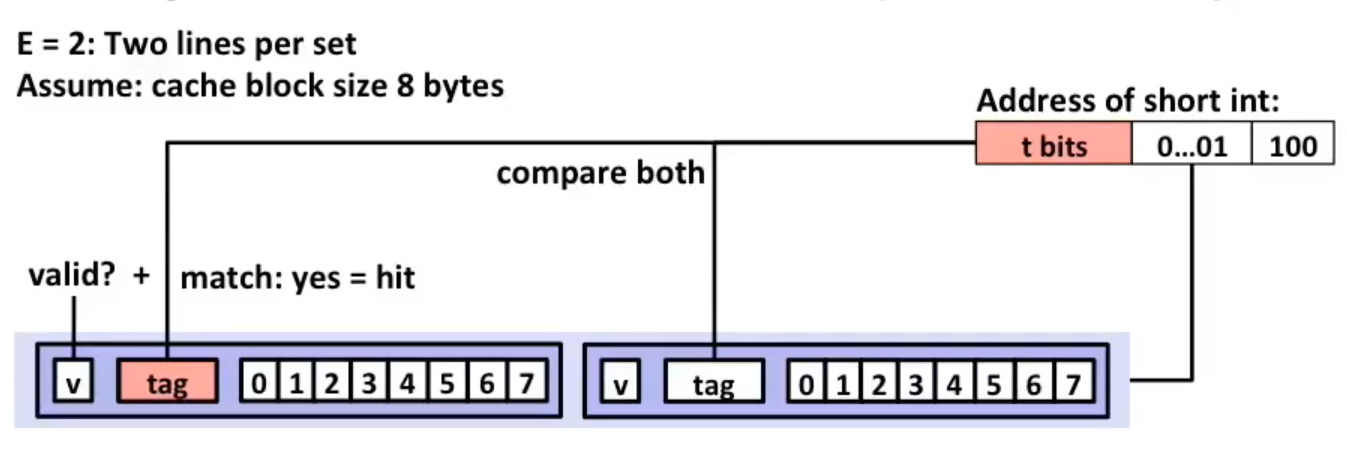 E = 2: Two lines per set
Assume: cache block size 8 bytes
Address of short int:
t bits 0...01 100
compare both
valid? + match: yes = hit
v tag 0 1 2 3 4 5 6 7 v tag 0 1 2 3 4 5 6 7